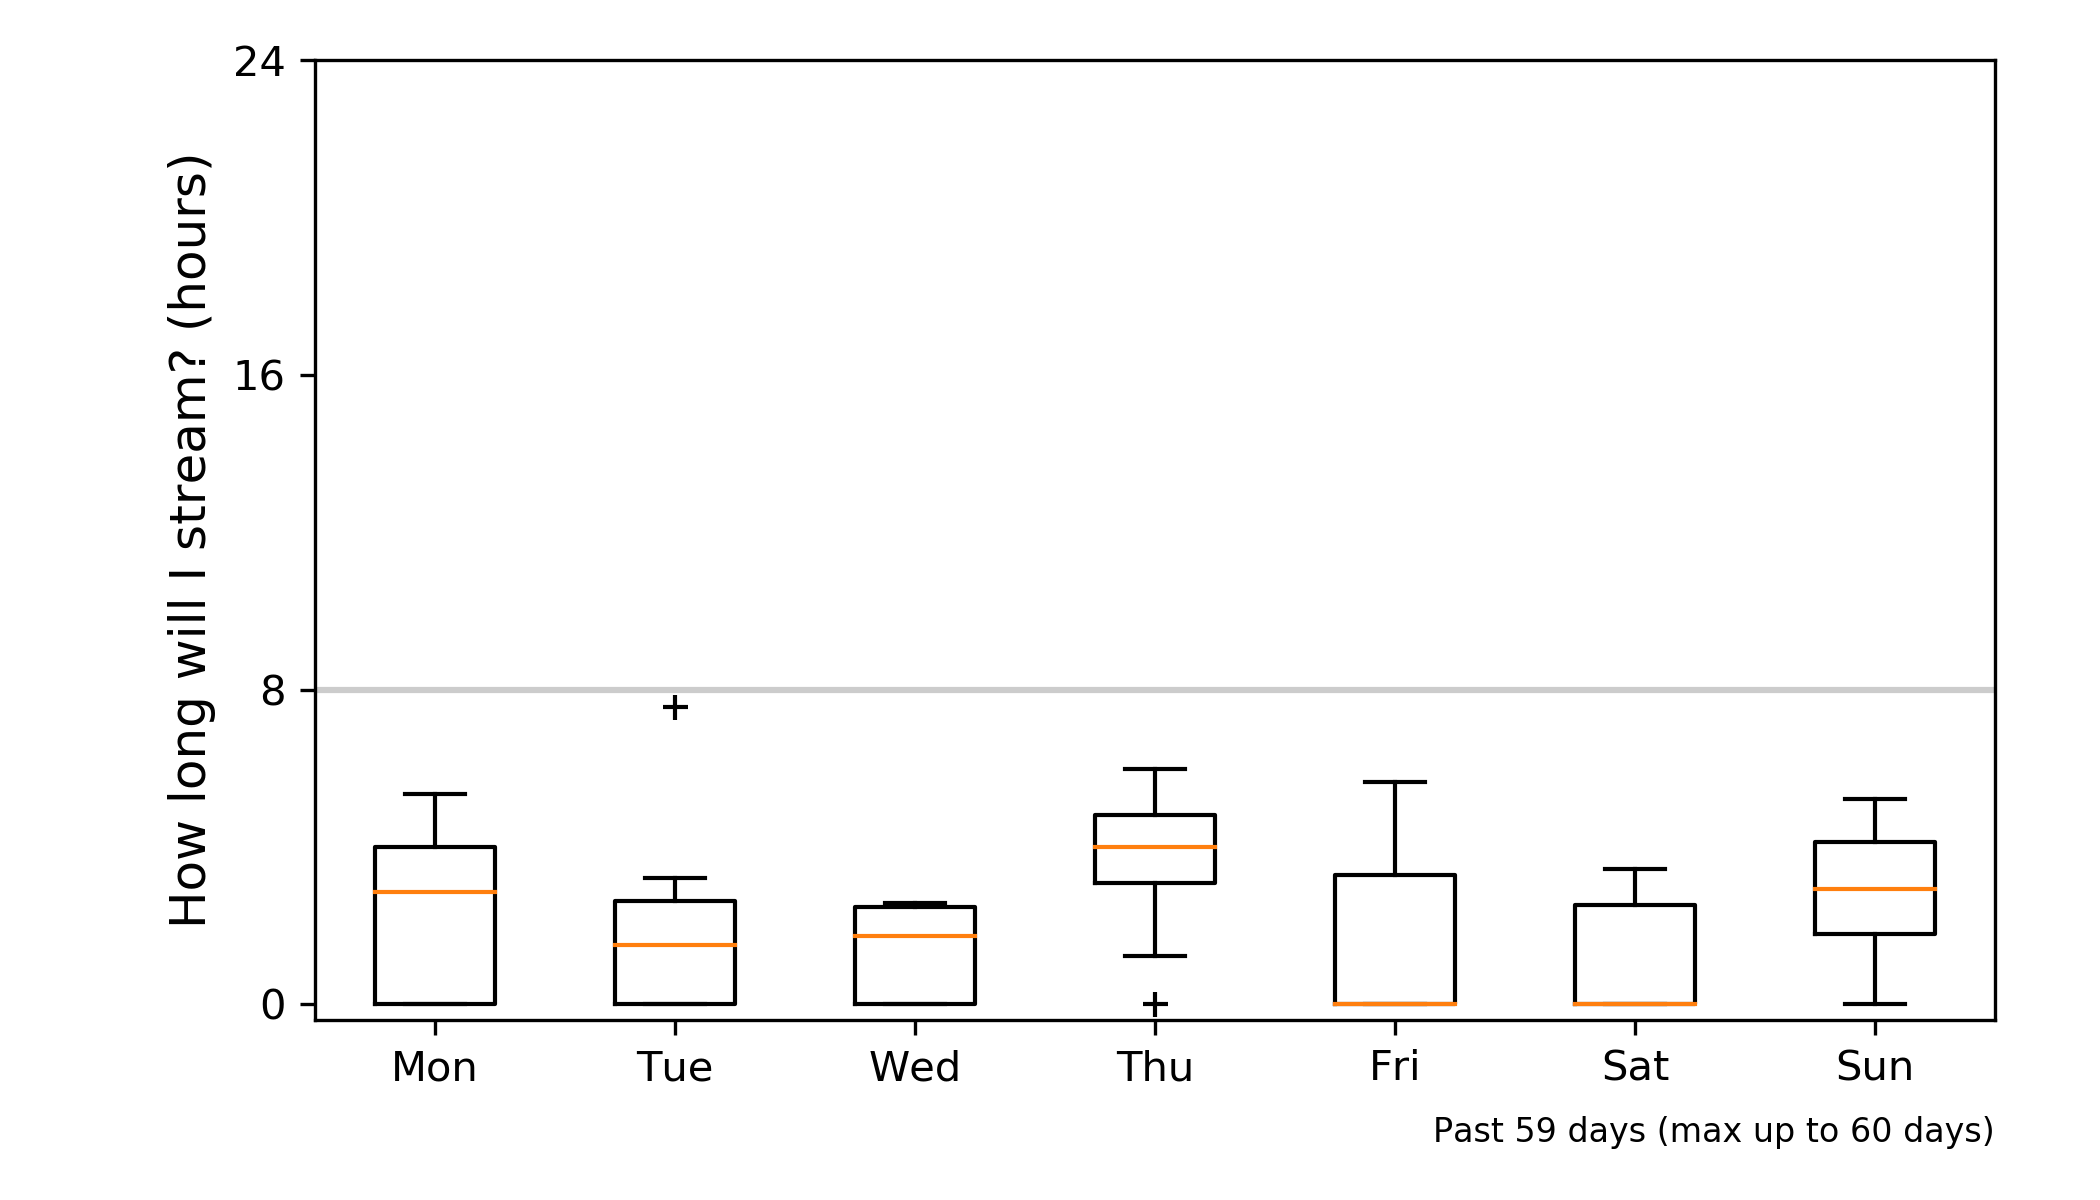 How long will I stream? (hours)
24
16
8
0
Mon Tue Wed Thu Fri Sat Sun
Past 59 days (max up to 60 days)